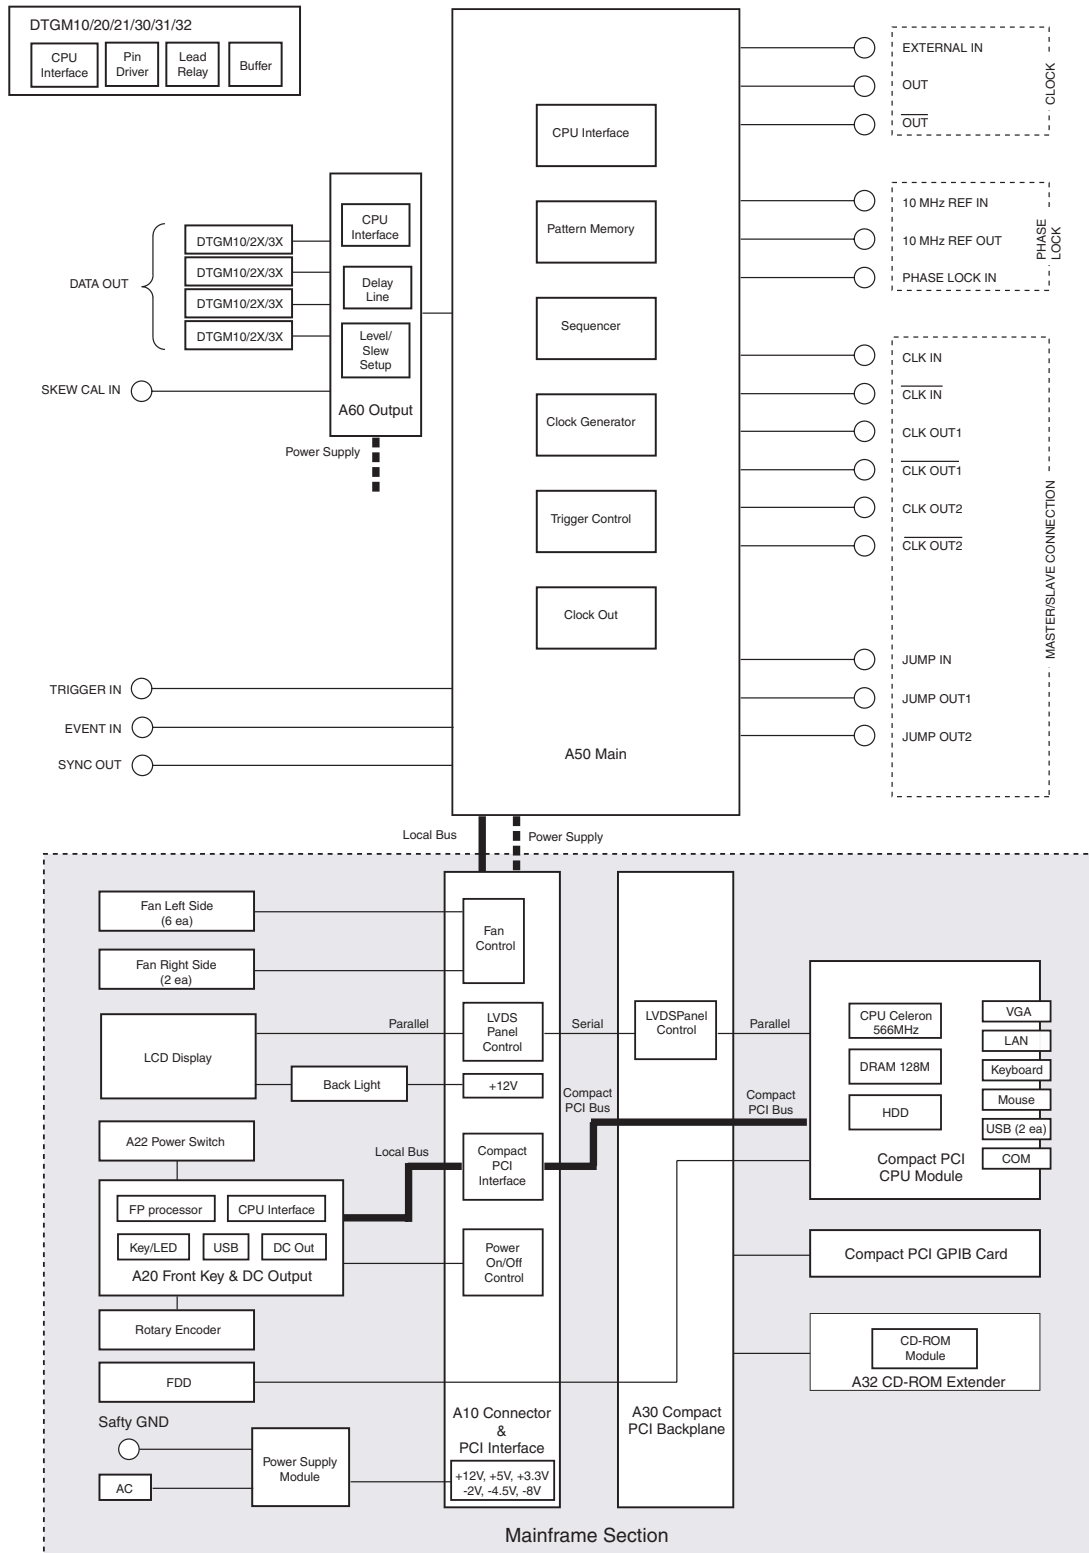 DTGM10/20/21/30/31/32
CPU
Interface
Pin
Driver
Lead
Relay
Buffer
EXTERNAL IN
OUT
OUT
CLOCK
10 MHz REF IN
10 MHz REF OUT
PHASE LOCK IN
PHASE
LOCK
CLK IN
CLK IN
CLK OUT1
CLK OUT1
CLK OUT2
CLK OUT2
JUMP IN
JUMP OUT1
JUMP OUT2
MASTER/SLAVE CONNECTION
CPU Interface
Pattern Memory
Sequencer
Clock Generator
Trigger Control
Clock Out
A50 Main
DATA OUT
DTGM10/2X/3X
DTGM10/2X/3X
DTGM10/2X/3X
DTGM10/2X/3X
SKEW CAL IN
CPU
Interface
Delay
Line
Level/
Slew
Setup
A60 Output
Power Supply
TRIGGER IN
EVENT IN
SYNC OUT
Local Bus
Power Supply
Fan Left Side
(6 ea)
Fan Right Side
(2 ea)
Fan
Control
LCD Display
Parallel
LVDS
Panel
Control
Serial
LVDSPanel
Control
Parallel
Back Light
+12V
Compact
PCI Bus
Compact
PCI Bus
CPU Celeron
566MHz
DRAM 128M
HDD
VGA
LAN
Keyboard
Mouse
USB (2 ea)
COM
Compact PCI
CPU Module
A22 Power Switch
Local Bus
Compact
PCI
Interface
FP processor
CPU Interface
Key/LED
USB
DC Out
A20 Front Key & DC Output
Power
On/Off
Control
Compact PCI GPIB Card
Rotary Encoder
FDD
CD-ROM
Module
A32 CD-ROM Extender
Safty GND
AC
Power Supply
Module
A10 Connector
&
PCI Interface
+12V, +5V, +3.3V
-2V, -4.5V, -8V
A30 Compact
PCI Backplane
Mainframe Section